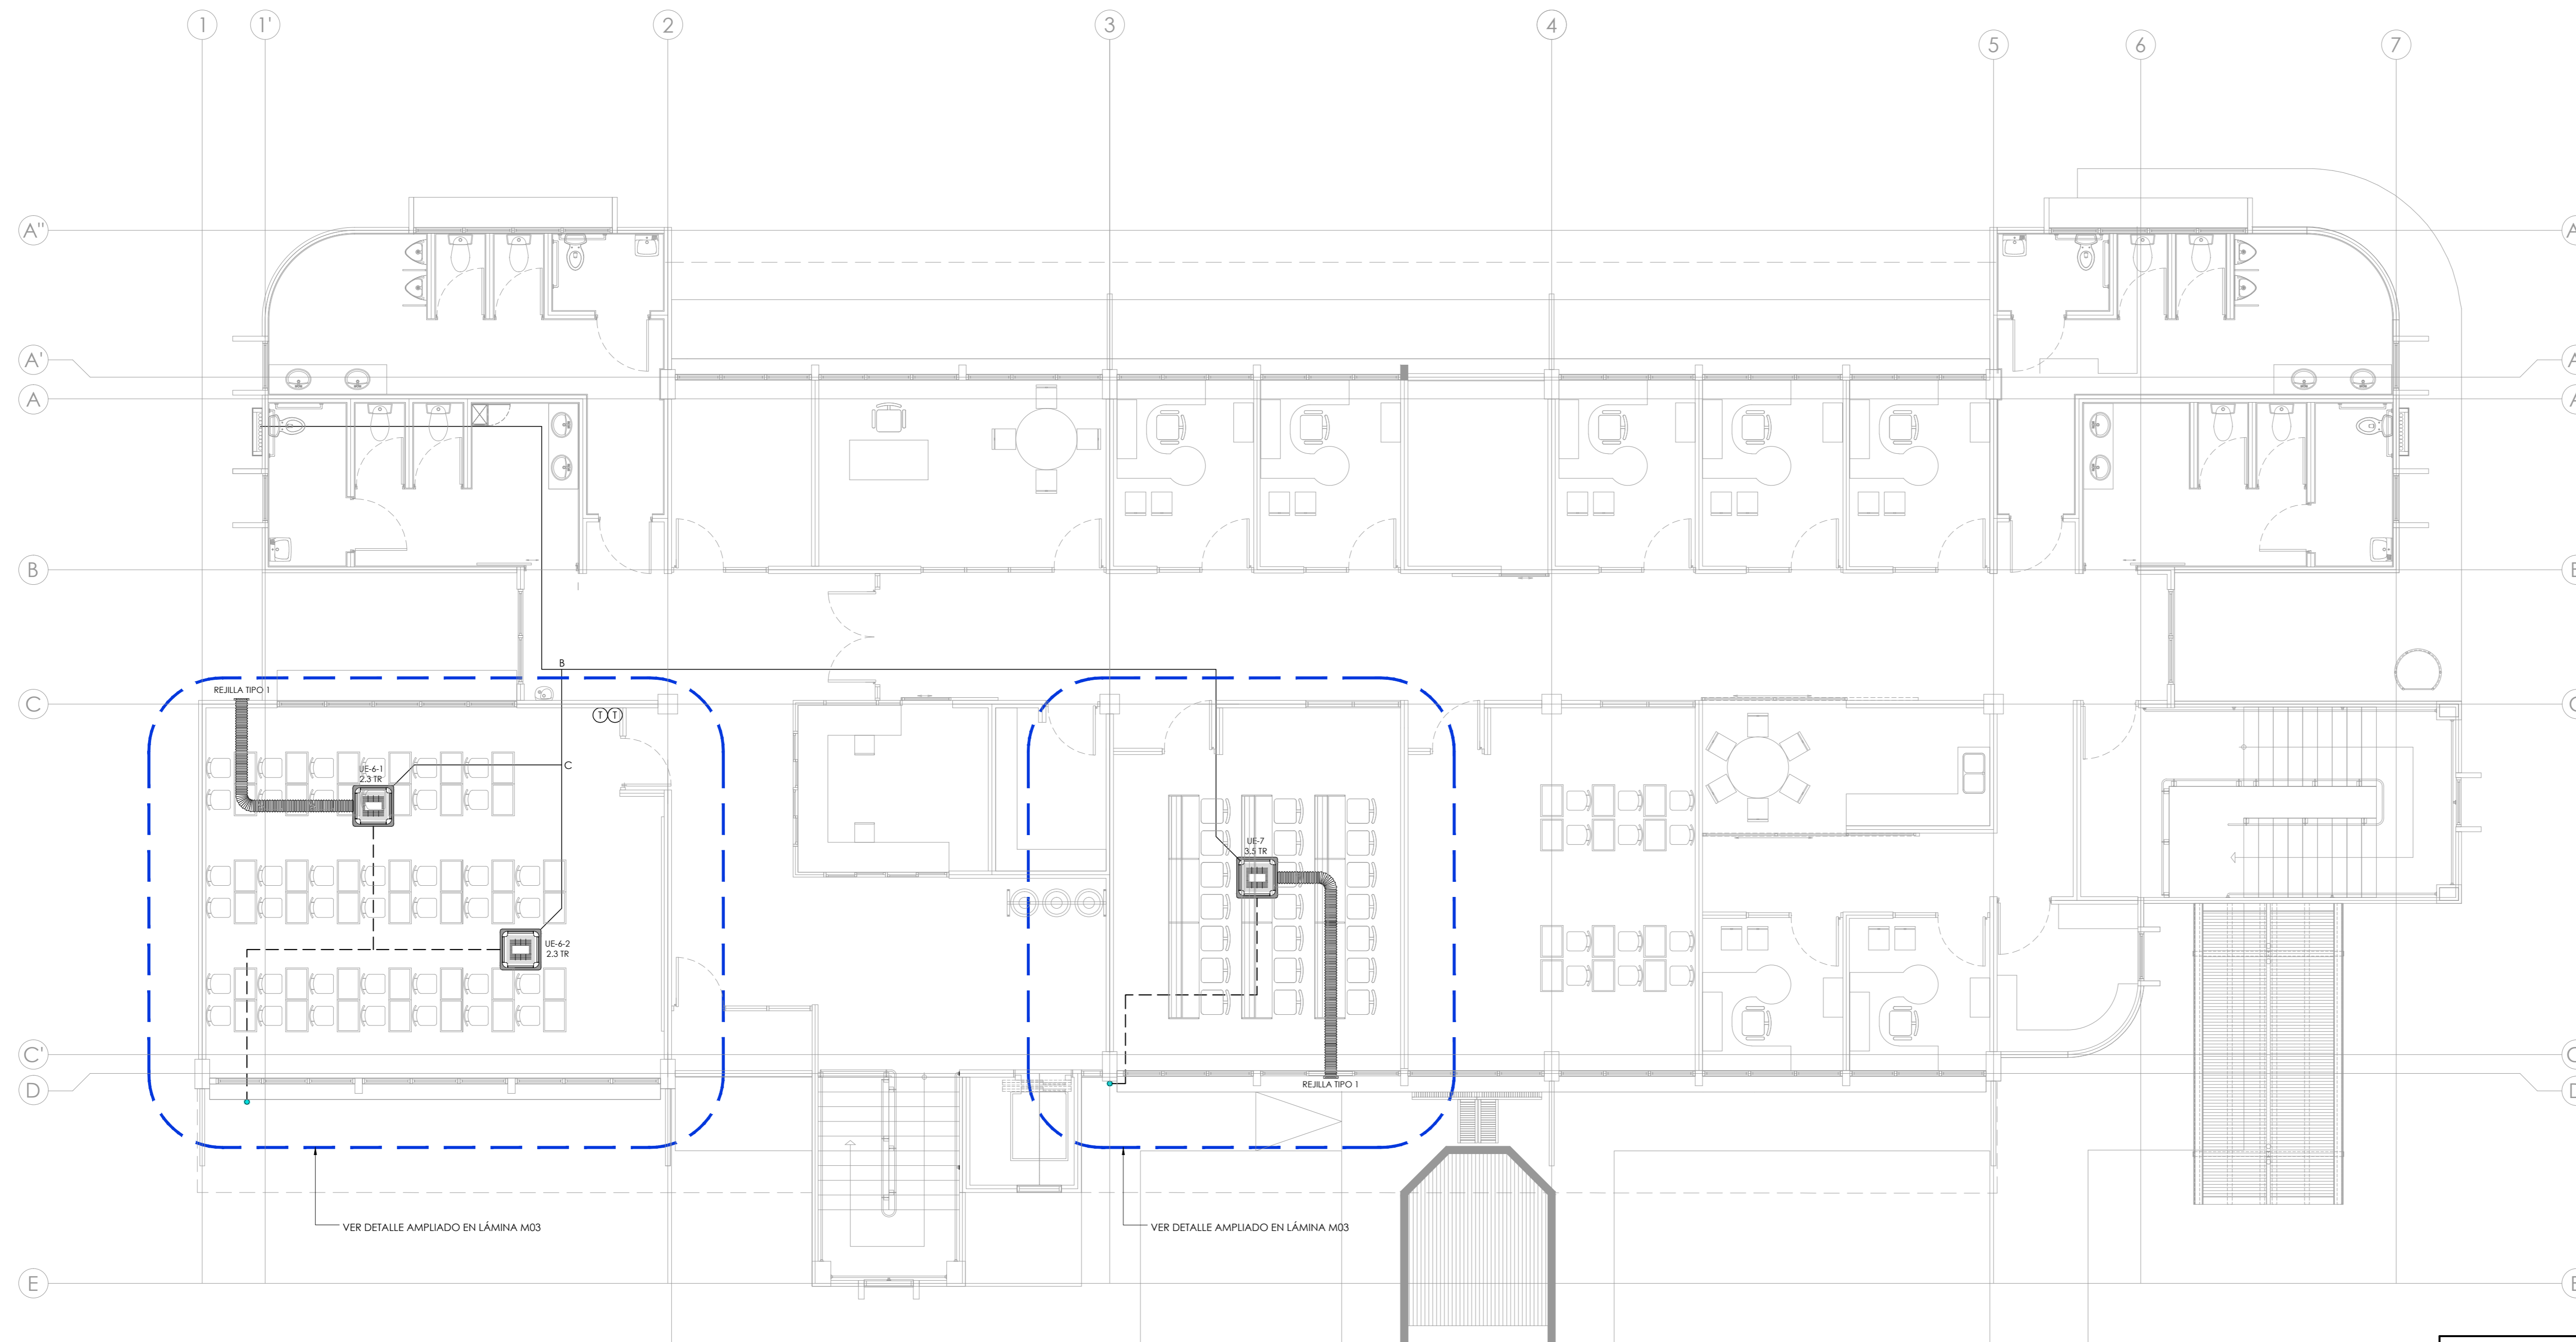 1 1' 2 3 4 5 6 7
A"
A'
A
B
B
REJILLA TIPO 1
C
T T
C
UE-6-1
2.3 TR
UE-7
3.5 TR
UE-6-2
2.3 TR
C'
D
REJILLA TIPO 1
VER DETALLE AMPLIADO EN LÁMINA M03
VER DETALLE AMPLIADO EN LÁMINA M03
E